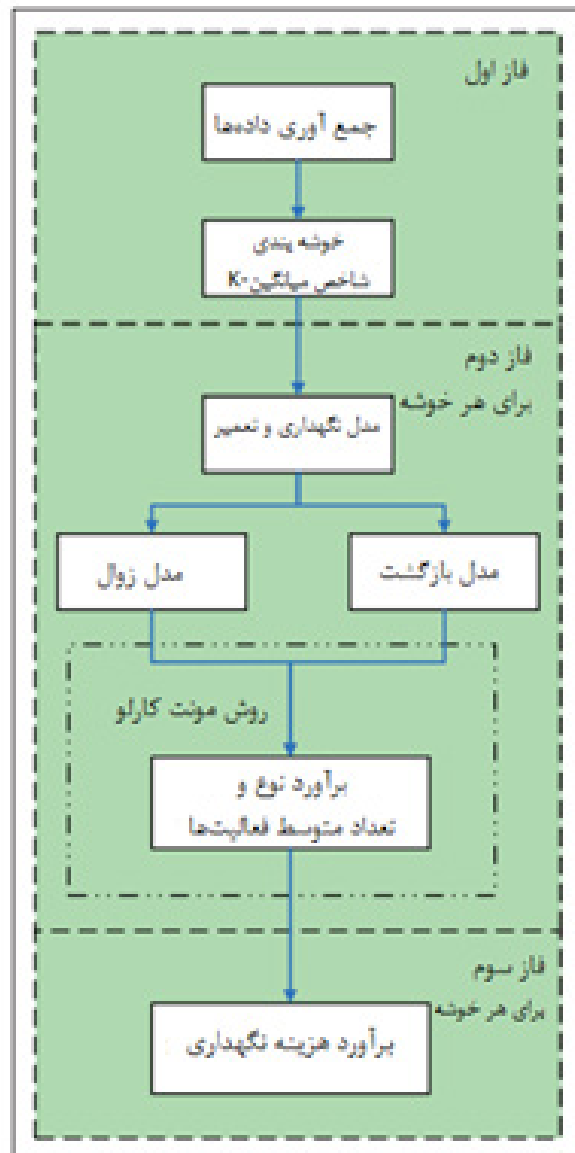 فاز اول
جمع آوری داده‌ها
خوشه بندی
شاخص میانگین-K
فاز دوم
برای هر خوشه
مدل نگهداری و تعمیر
مدل بازگشت
مدل زوال
روش مونت کارلو
برآورد نوع و
تعداد متوسط فعالیت‌ها
فاز سوم
برای هر خوشه
برآورد هزینه نگهداری